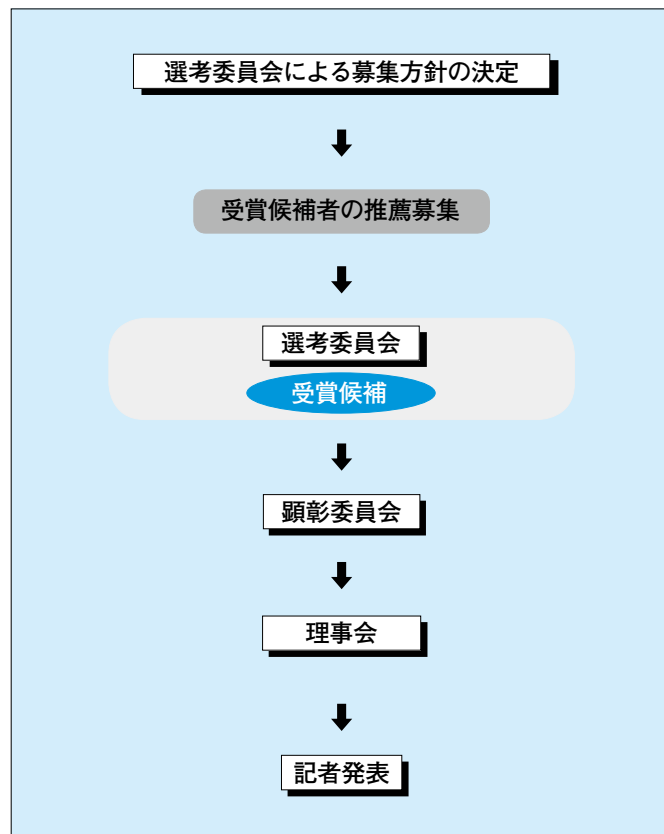 選考委員会による募集方針の決定
受賞候補者の推薦募集
選考委員会
受賞候補
顕彰委員会
理事会
記者発表